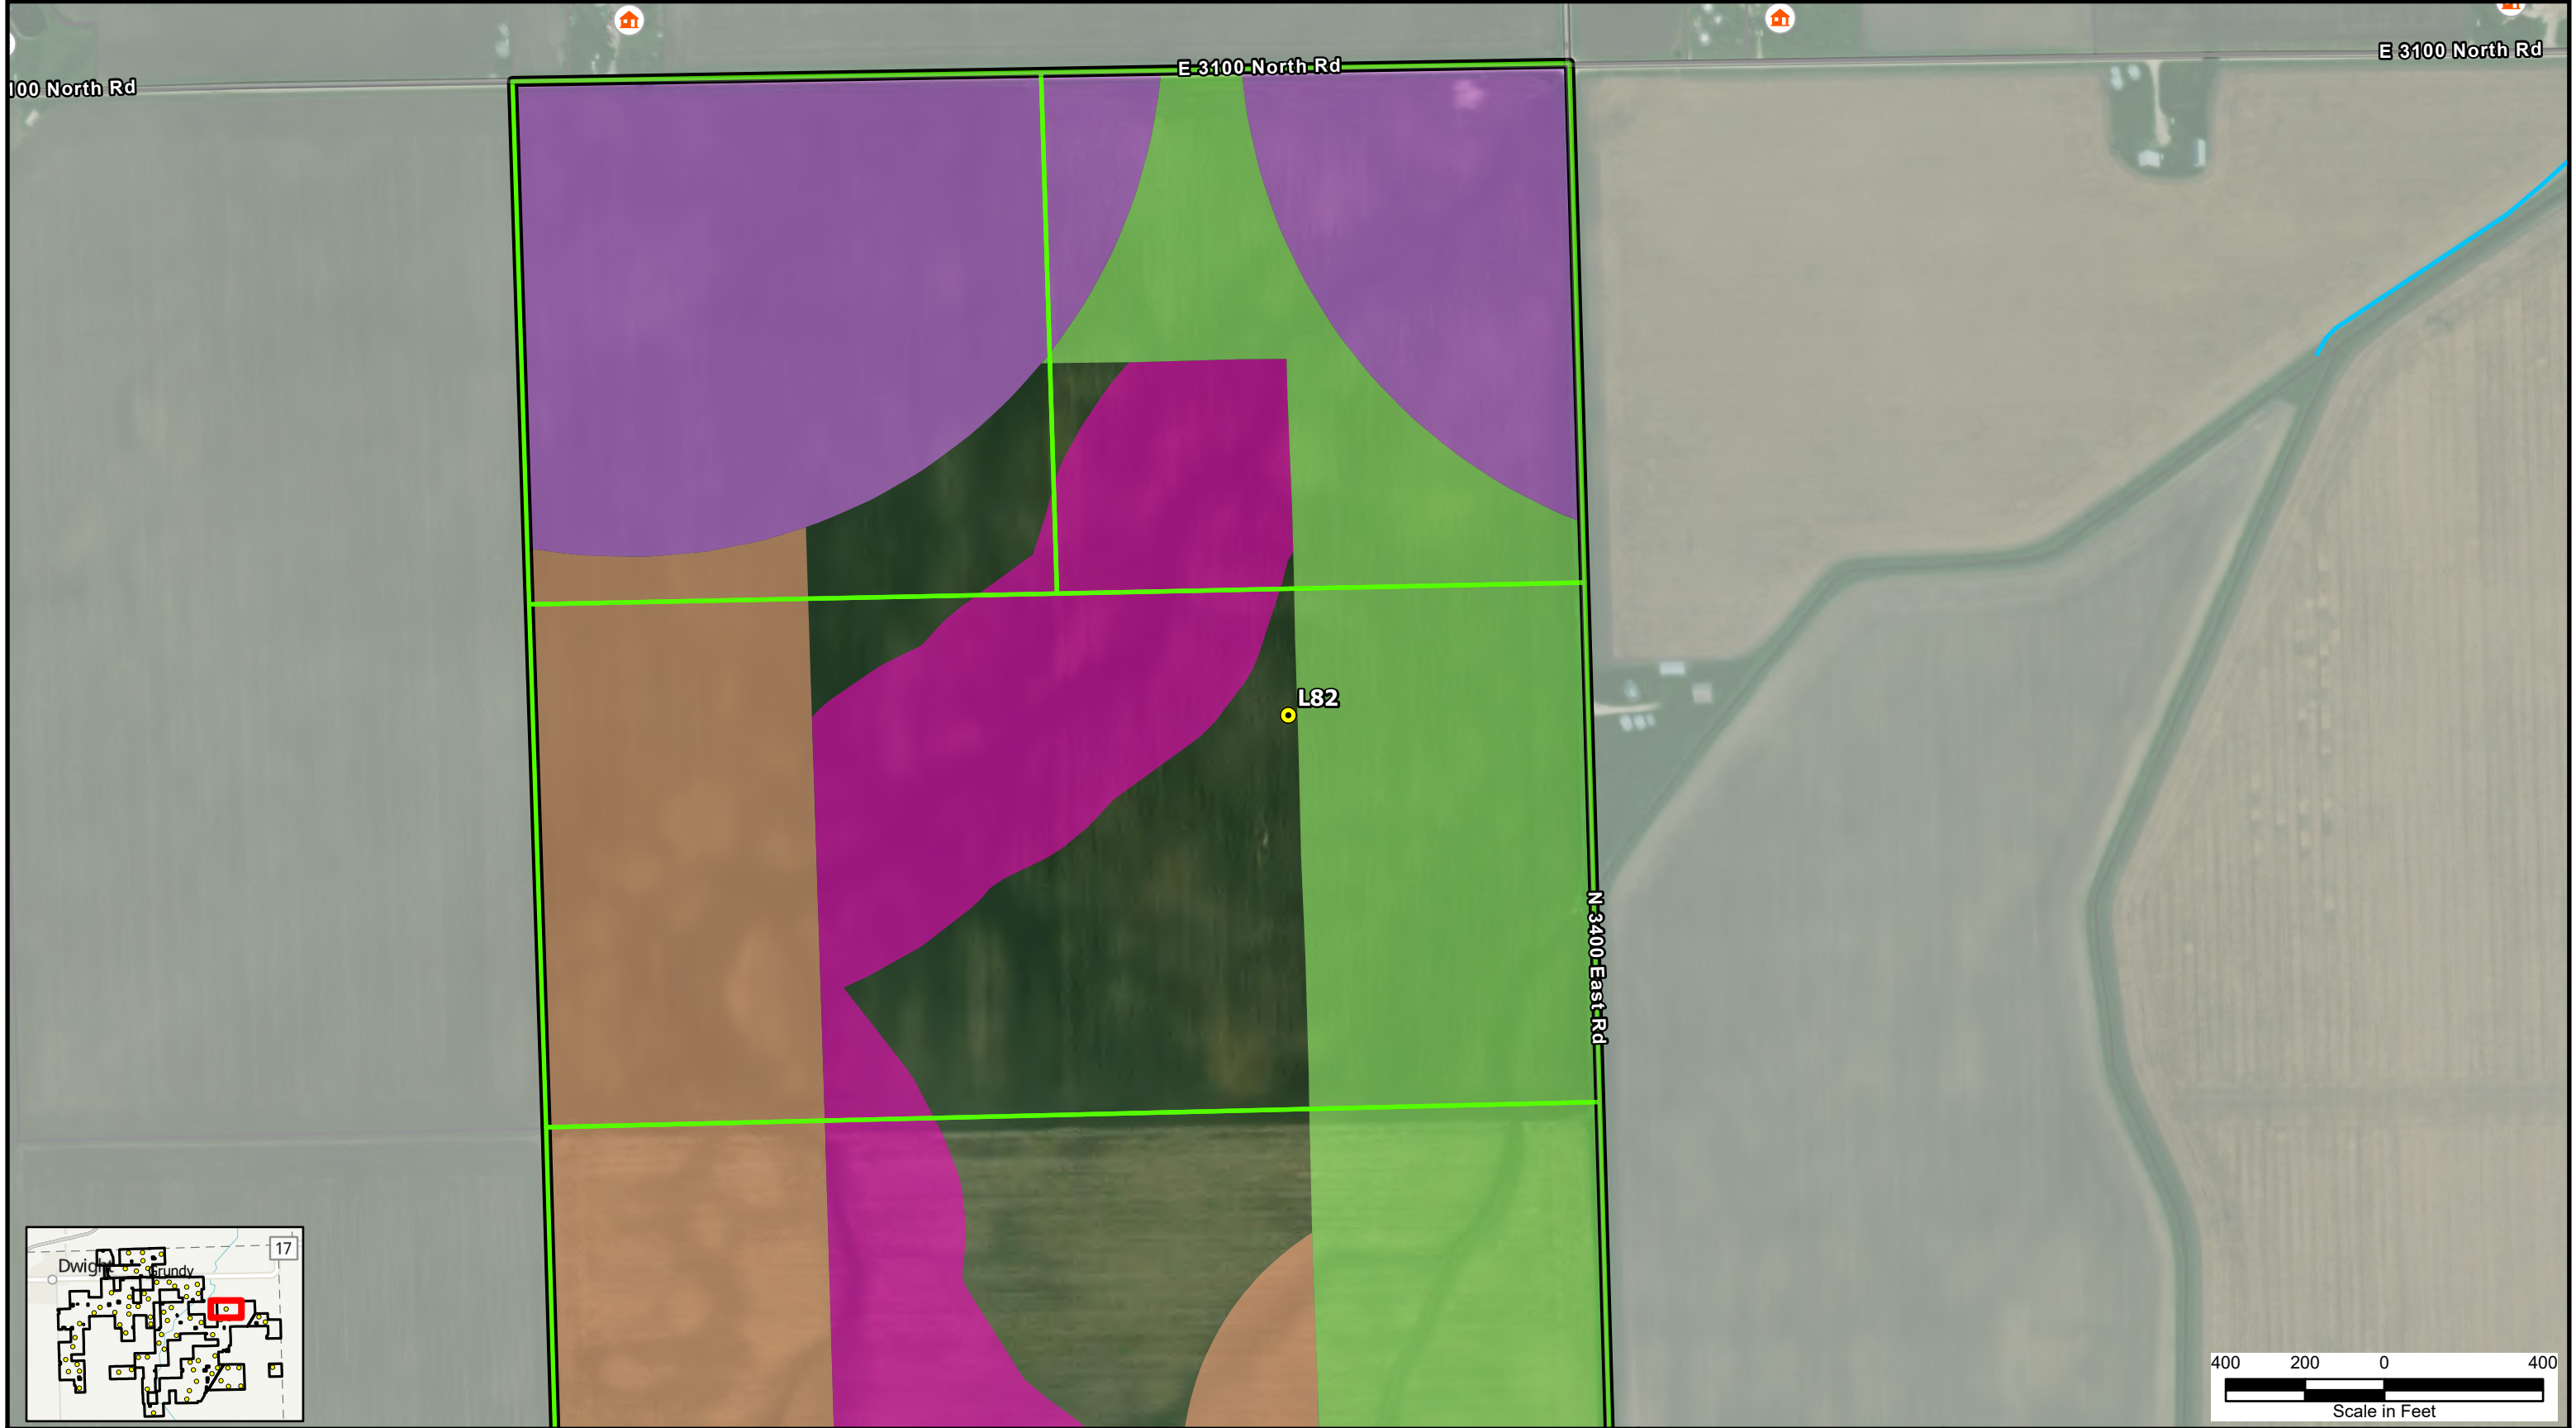 E 3100 North Rd
E 3100 North Rd
100 North Rd
L82
N 3400 East Rd
17
Dwight
Grundy
400 200 0 400
Scale in Feet